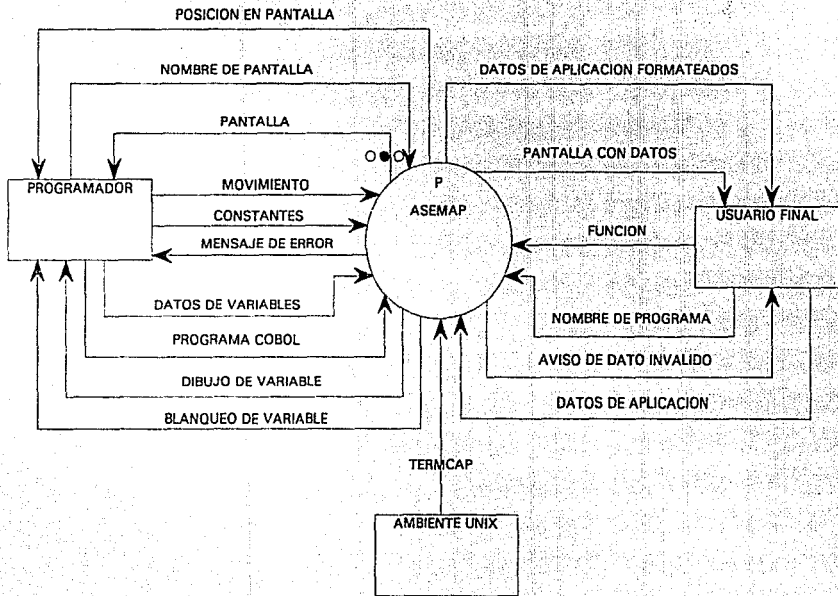 POSICION EN PANTALLA
NOMBRE DE PANTALLA
DATOS DE APLICACION FORMATEADOS
PANTALLA
PANTALLA CON DATOS
PROGRAMADOR
MOVIMIENTO
P
ASEMAP
USUARIO FINAL
CONSTANTES
FUNCION
MENSAJE DE ERROR
DATOS DE VARIABLES
NOMBRE DE PROGRAMA
PROGRAMA COBOL
AVISO DE DATO INVALIDO
DIBUJO DE VARIABLE
DATOS DE APLICACION
BLANQUEO DE VARIABLE
TERMCAP
AMBIENTE UNIX